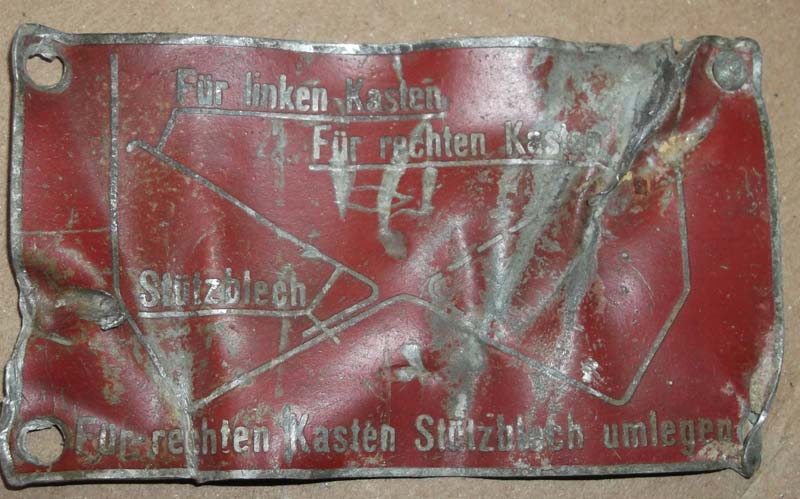 Für linken Kasten
Für rechten Kasten
Stützblech
Für rechten Kasten Stützblech umlegen